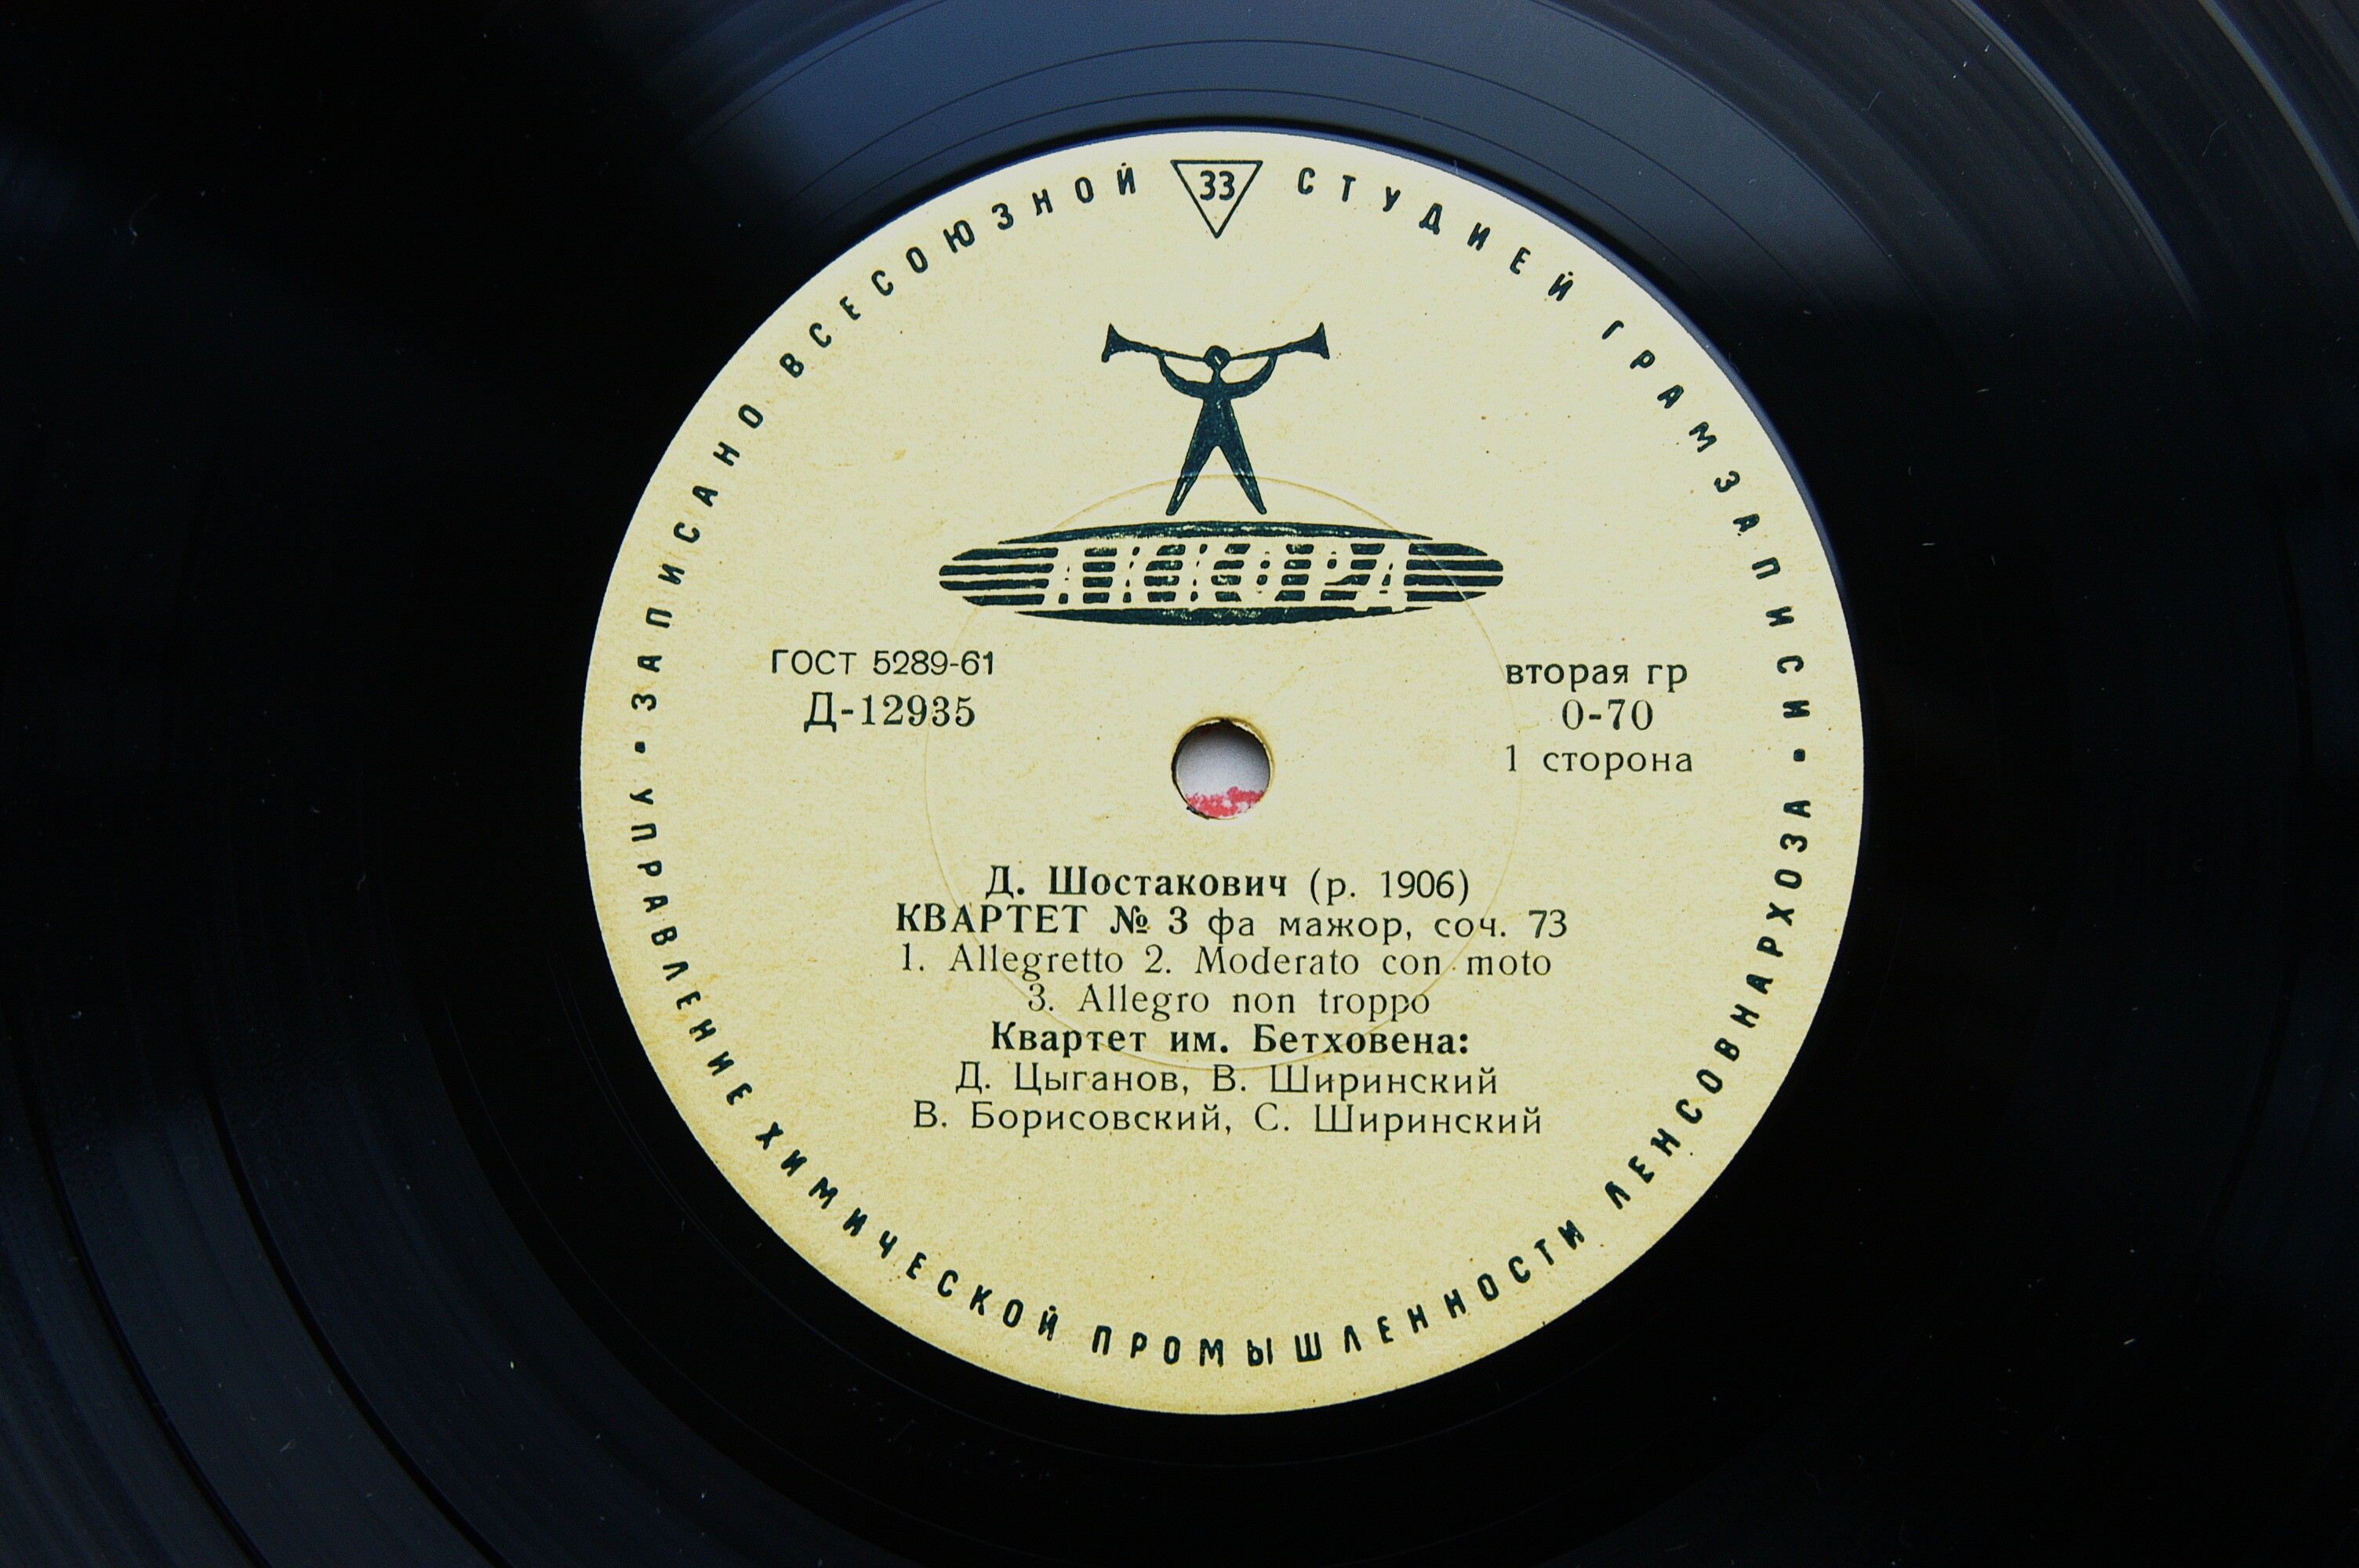 ЗАПИСАНО ВСЕСОЮЗНОЙ СТУДИЕЙ ГРАМЗАПИСИ •
33
АККОРД
ГОСТ 5289-61
Д-12935
вторая гр
0-70
1 сторона
Д. Шостакович (р. 1906)
КВАРТЕТ № 3 фа мажор, соч. 73
1. Allegretto 2. Moderato con moto
3. Allegro non troppo
Квартет им. Бетховена:
Д. Цыганов, В. Ширинский
В. Борисовский, С. Ширинский
УПРАВЛЕНИЕ ХИМИЧЕСКОЙ ПРОМЫШЛЕННОСТИ ЛЕНСОВНАРХОЗА •